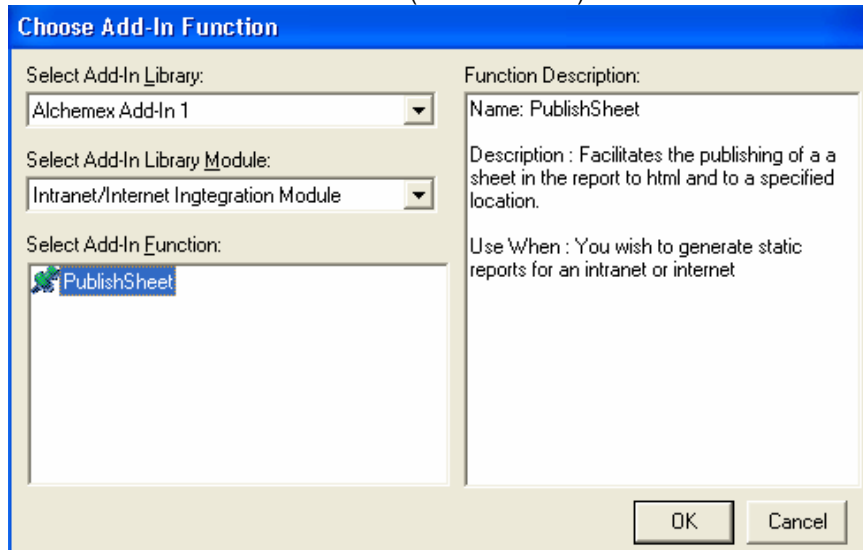 Choose Add-In Function
Select Add-In Library:
Alchemex Add-In 1
Select Add-In Library Module:
Intranet/Internet Ingtegration Module
Select Add-In Function:
PublishSheet
Function Description:
Name: PublishSheet
Description : Facilitates the publishing of a a
sheet in the report to html and to a specified
location.
Use When : You wish to generate static
reports for an intranet or internet
OK
Cancel